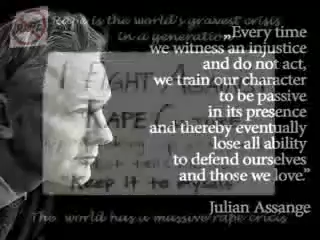 Rape is the world's gravest crisis
in a generation
„Every time
we witness an injustice
and do not act,
we train our character
to be passive
in its presence
and thereby eventually
lose all ability
to defend ourselves
and those we love.”
Julian Assange
I FIGHT AGAINST
RAPE
Keep it to myself
The world has a massive rape crisis